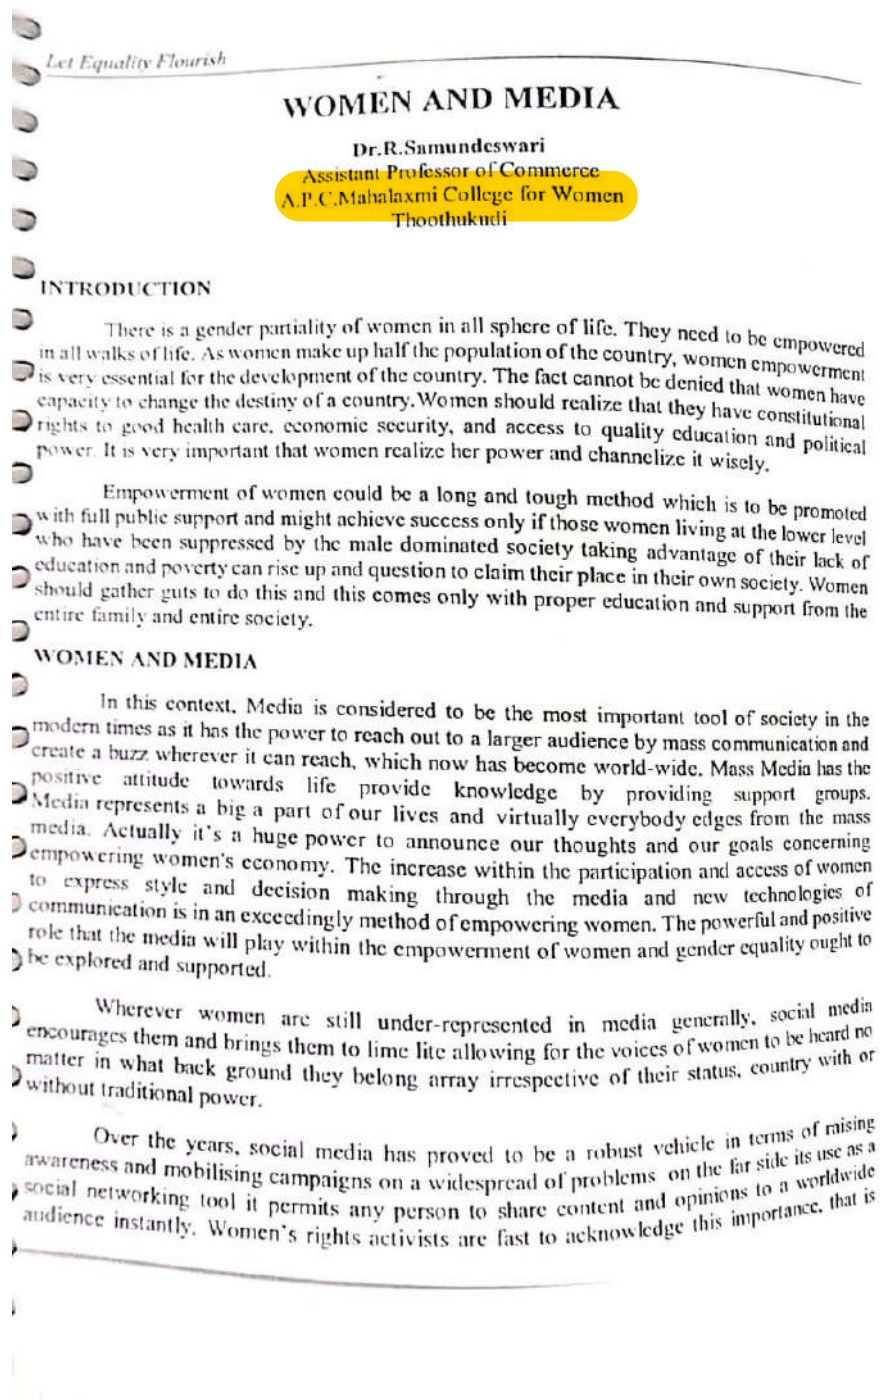 Let Equality Flourish
WOMEN AND MEDIA
Dr.R.Samundeswari
Assistant Professor of Commerce
A.P.C.Mahalaxmi College for Women
Thoothukudi
INTRODUCTION
There is a gender partiality of women in all sphere of life. They need to be empowered
in all walks of life. As women make up half the population of the country, women empowerment
is very essential for the development of the country. The fact cannot be denied that women have
capacity to change the destiny of a country.Women should realize that they have constitutional
rights to good health care, economic security, and access to quality education and political
power. It is very important that women realize her power and channelize it wisely.
Empowerment of women could be a long and tough method which is to be promoted
with full public support and might achieve success only if those women living at the lower level
who have been suppressed by the male dominated society taking advantage of their lack of
education and poverty can rise up and question to claim their place in their own society. Women
should gather guts to do this and this comes only with proper education and support from the
entire family and entire society.
WOMEN AND MEDIA
In this context, Media is considered to be the most important tool of society in the
modern times as it has the power to reach out to a larger audience by mass communication and
create a buzz wherever it can reach, which now has become world-wide. Mass Media has the
positive attitude towards life provide knowledge by providing support groups.
Media represents a big a part of our lives and virtually everybody edges from the mass
media. Actually it's a huge power to announce our thoughts and our goals concerning
empowering women's economy. The increase within the participation and access of women
to express style and decision making through the media and new technologies of
communication is in an exceedingly method of empowering women. The powerful and positive
role that the media will play within the empowerment of women and gender equality ought to
be explored and supported.
Wherever women are still under-represented in media generally, social media
encourages them and brings them to lime lite allowing for the voices of women to be heard no
matter in what back ground they belong array irrespective of their status, country with or
without traditional power.
Over the years, social media has proved to be a robust vehicle in terms of raising
awareness and mobilising campaigns on a widespread of problems on the far side its use as a
social networking tool it permits any person to share content and opinions to a worldwide
audience instantly. Women's rights activists are fast to acknowledge this importance, that is